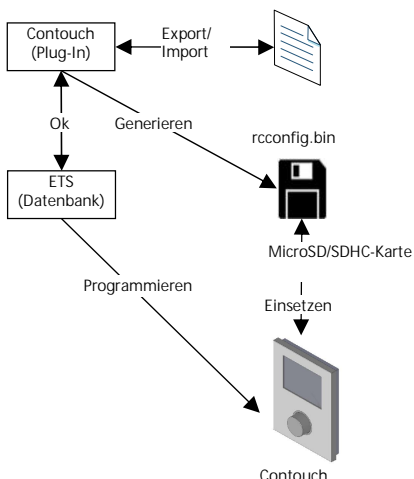 Contouch
(Plug-In)
Export/
Import
Ok
Generieren
rcconfig.bin
ETS
(Datenbank)
MicroSD/SDHC-Karte
Programmieren
Einsetzen
Contouch